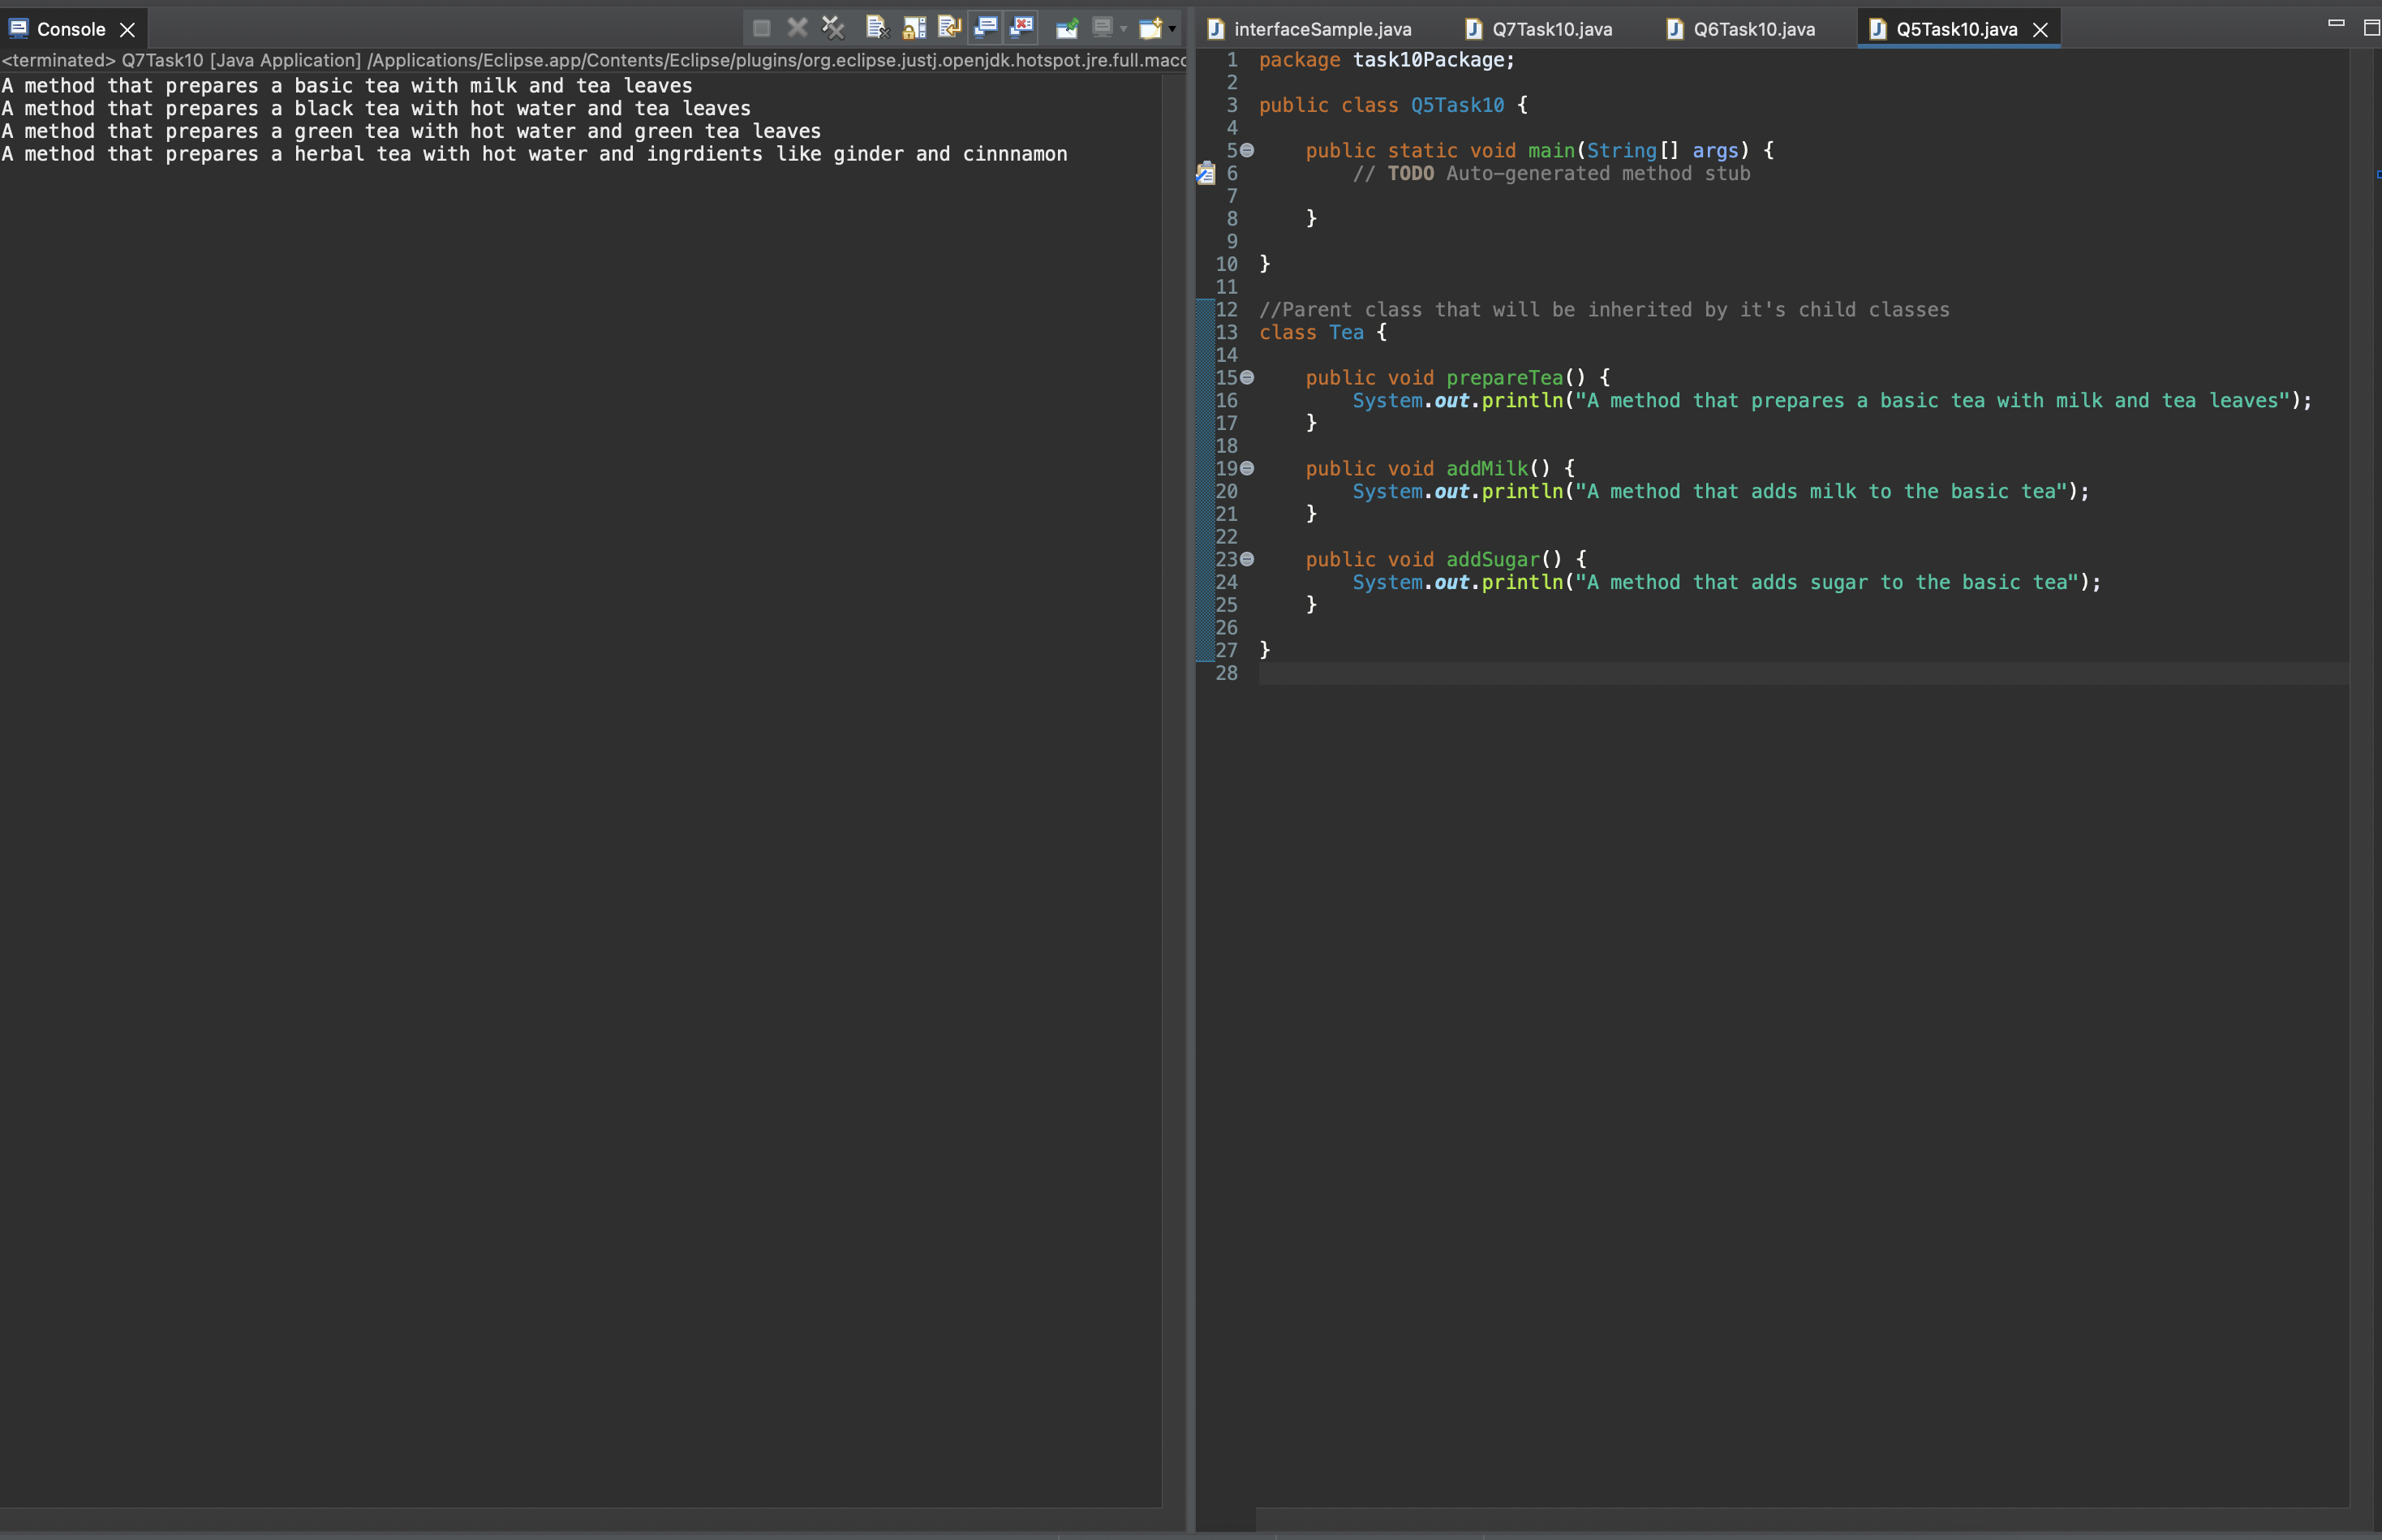 Console
<terminated> Q7Task10 [Java Application] /Applications/Eclipse.app/Contents/Eclipse/plugins/org.eclipse.justj.openjdk.hotspot.jre.full.macc
A method that prepares a basic tea with milk and tea leaves
A method that prepares a black tea with hot water and tea leaves
A method that prepares a green tea with hot water and green tea leaves
A method that prepares a herbal tea with hot water and ingrdients like ginder and cinnnamon
interfaceSample.java Q7Task10.java Q6Task10.java Q5Task10.java
1 package task10Package;
2
3 public class Q5Task10 {
4
5 public static void main(String[] args) {
6 // TODO Auto-generated method stub
7
8 }
9
10 }
11
12 //Parent class that will be inherited by it's child classes
13 class Tea {
14
15 public void prepareTea() {
16 System.out.println("A method that prepares a basic tea with milk and tea leaves");
17 }
18
19 public void addMilk() {
20 System.out.println("A method that adds milk to the basic tea");
21 }
22
23 public void addSugar() {
24 System.out.println("A method that adds sugar to the basic tea");
25 }
26
27 }
28